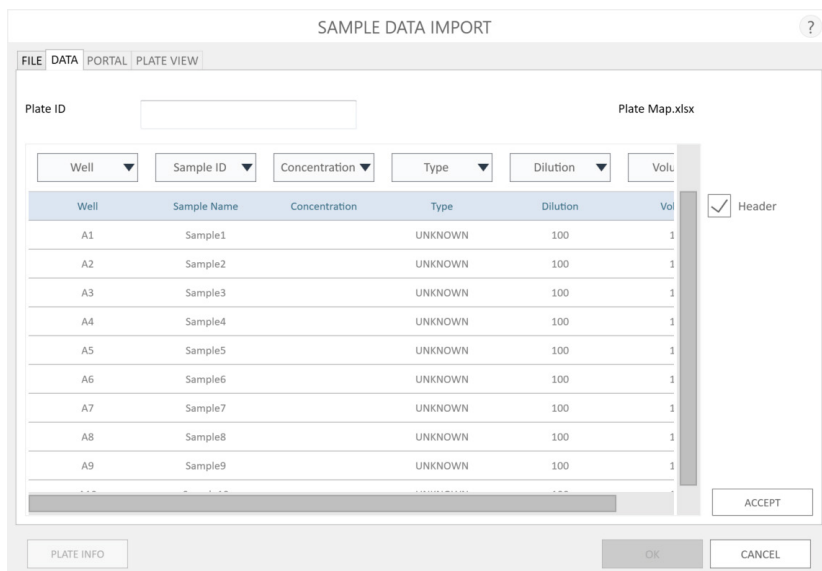 SAMPLE DATA IMPORT ?
FILE DATA PORTAL PLATE VIEW
Plate ID Plate Map.xlsx
Well Sample ID Concentration Type Dilution
Well Sample Name Concentration Type Dilution Header
A1 Sample1 UNKNOWN 100
A2 Sample2 UNKNOWN 100
A3 Sample3 UNKNOWN 100
A4 Sample4 UNKNOWN 100
A5 Sample5 UNKNOWN 100
A6 Sample6 UNKNOWN 100
A7 Sample7 UNKNOWN 100
A8 Sample8 UNKNOWN 100
A9 Sample9 UNKNOWN 100
ACCEPT
PLATE INFO OK CANCEL